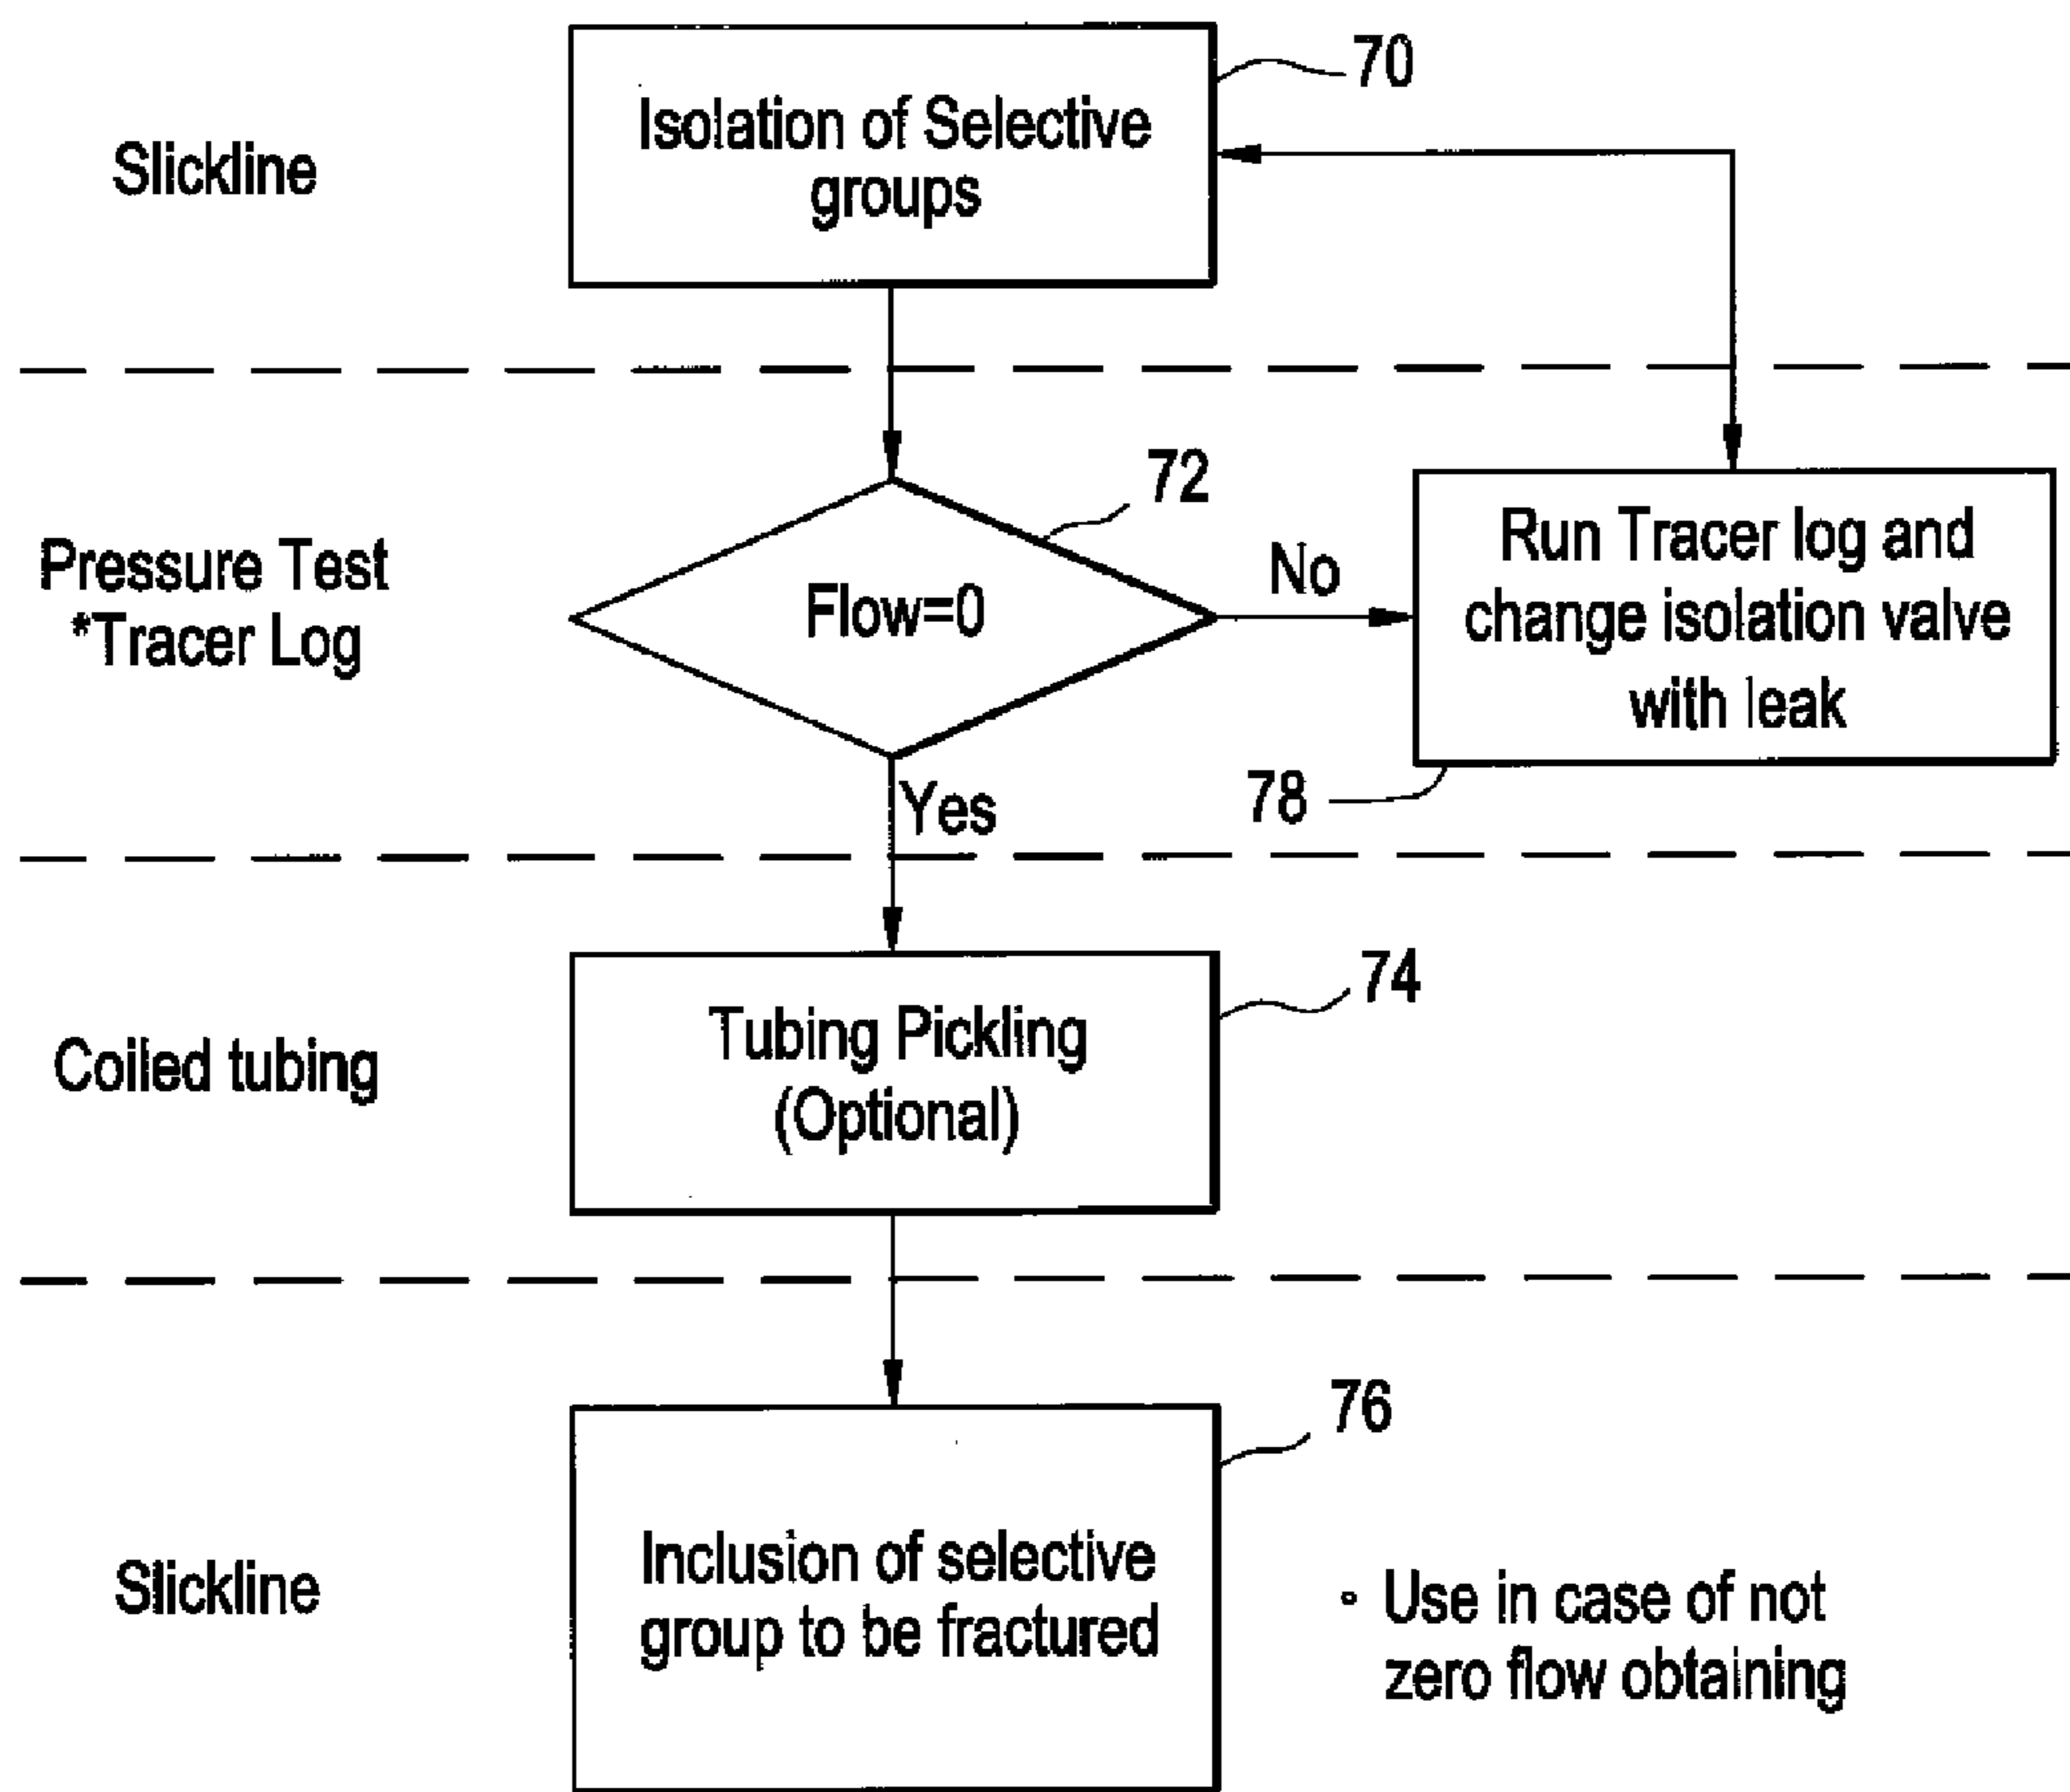 70
Slickline
Isolation of Selective
groups
72
Pressure Test
*Tracer Log
Flow=0
No
Run Tracer log and
change isolation valve
with leak
78
Yes
74
Coiled tubing
Tubing Pickling
(Optional)
76
Slickline
Inclusion of selective
group to be fractured
∘ Use in case of not
zero flow obtaining